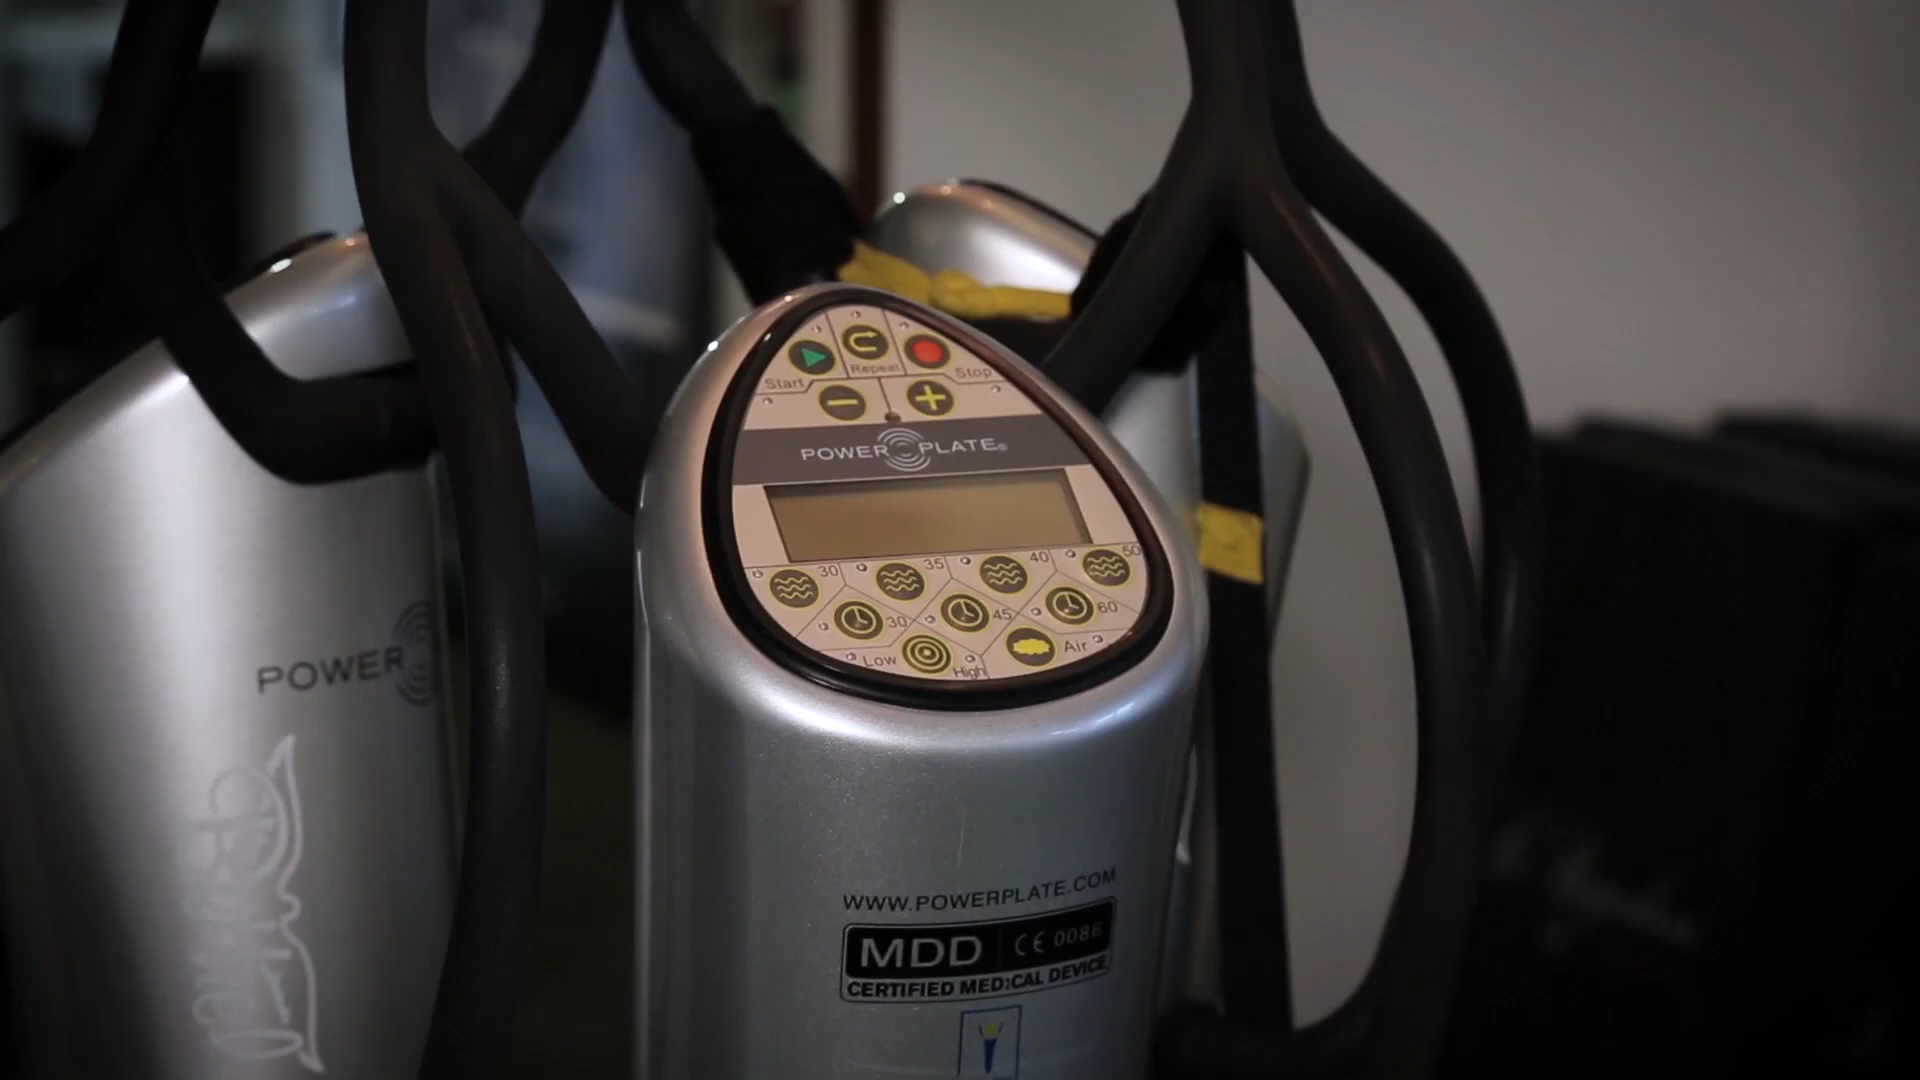 Start
Repeat
Stop
POWER PLATE®
30 35 40 50
30 45 60
Low High Air
WWW.POWERPLATE.COM
MDD CE 0086
CERTIFIED MEDICAL DEVICE
POWER